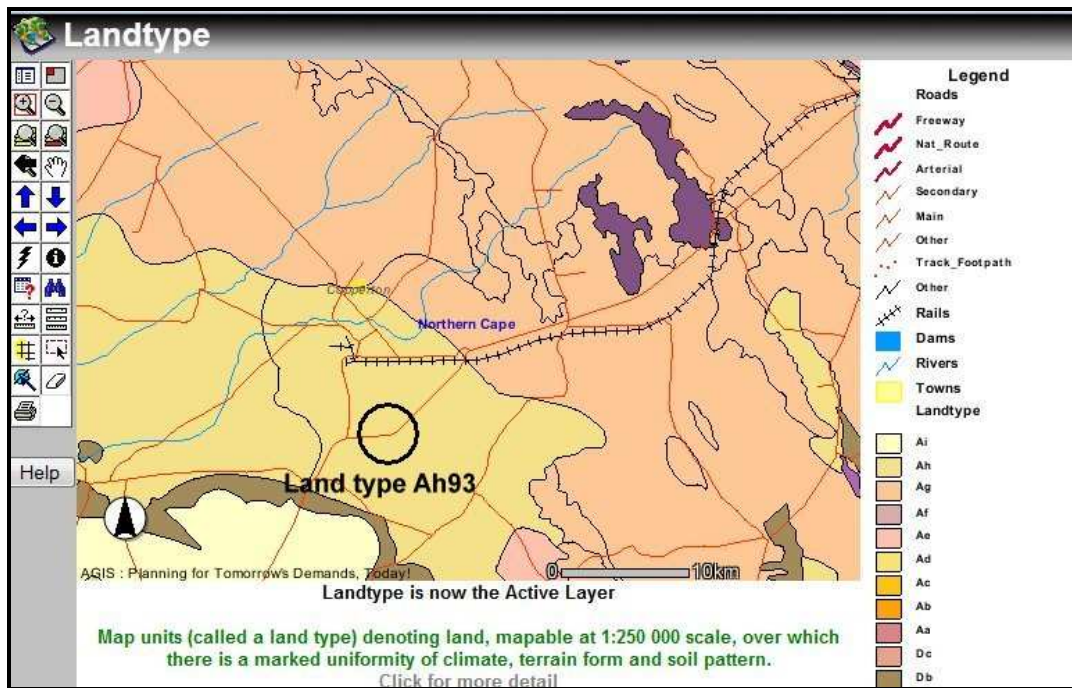 Landtype
Help
Copperton
Northern Cape
Land type Ah93
AGIS : Planning for Tomorrow's Demands, Today!
0
10km
Landtype is now the Active Layer
Map units (called a land type) denoting land, mapable at 1:250 000 scale, over which
there is a marked uniformity of climate, terrain form and soil pattern.
Click for more detail
Legend
Roads
Freeway
Nat_Route
Arterial
Secondary
Main
Other
Track_Footpath
Other
Rails
Dams
Rivers
Towns
Landtype
Ai
Ah
Ag
Af
Ae
Ad
Ac
Ab
Aa
Dc
Db